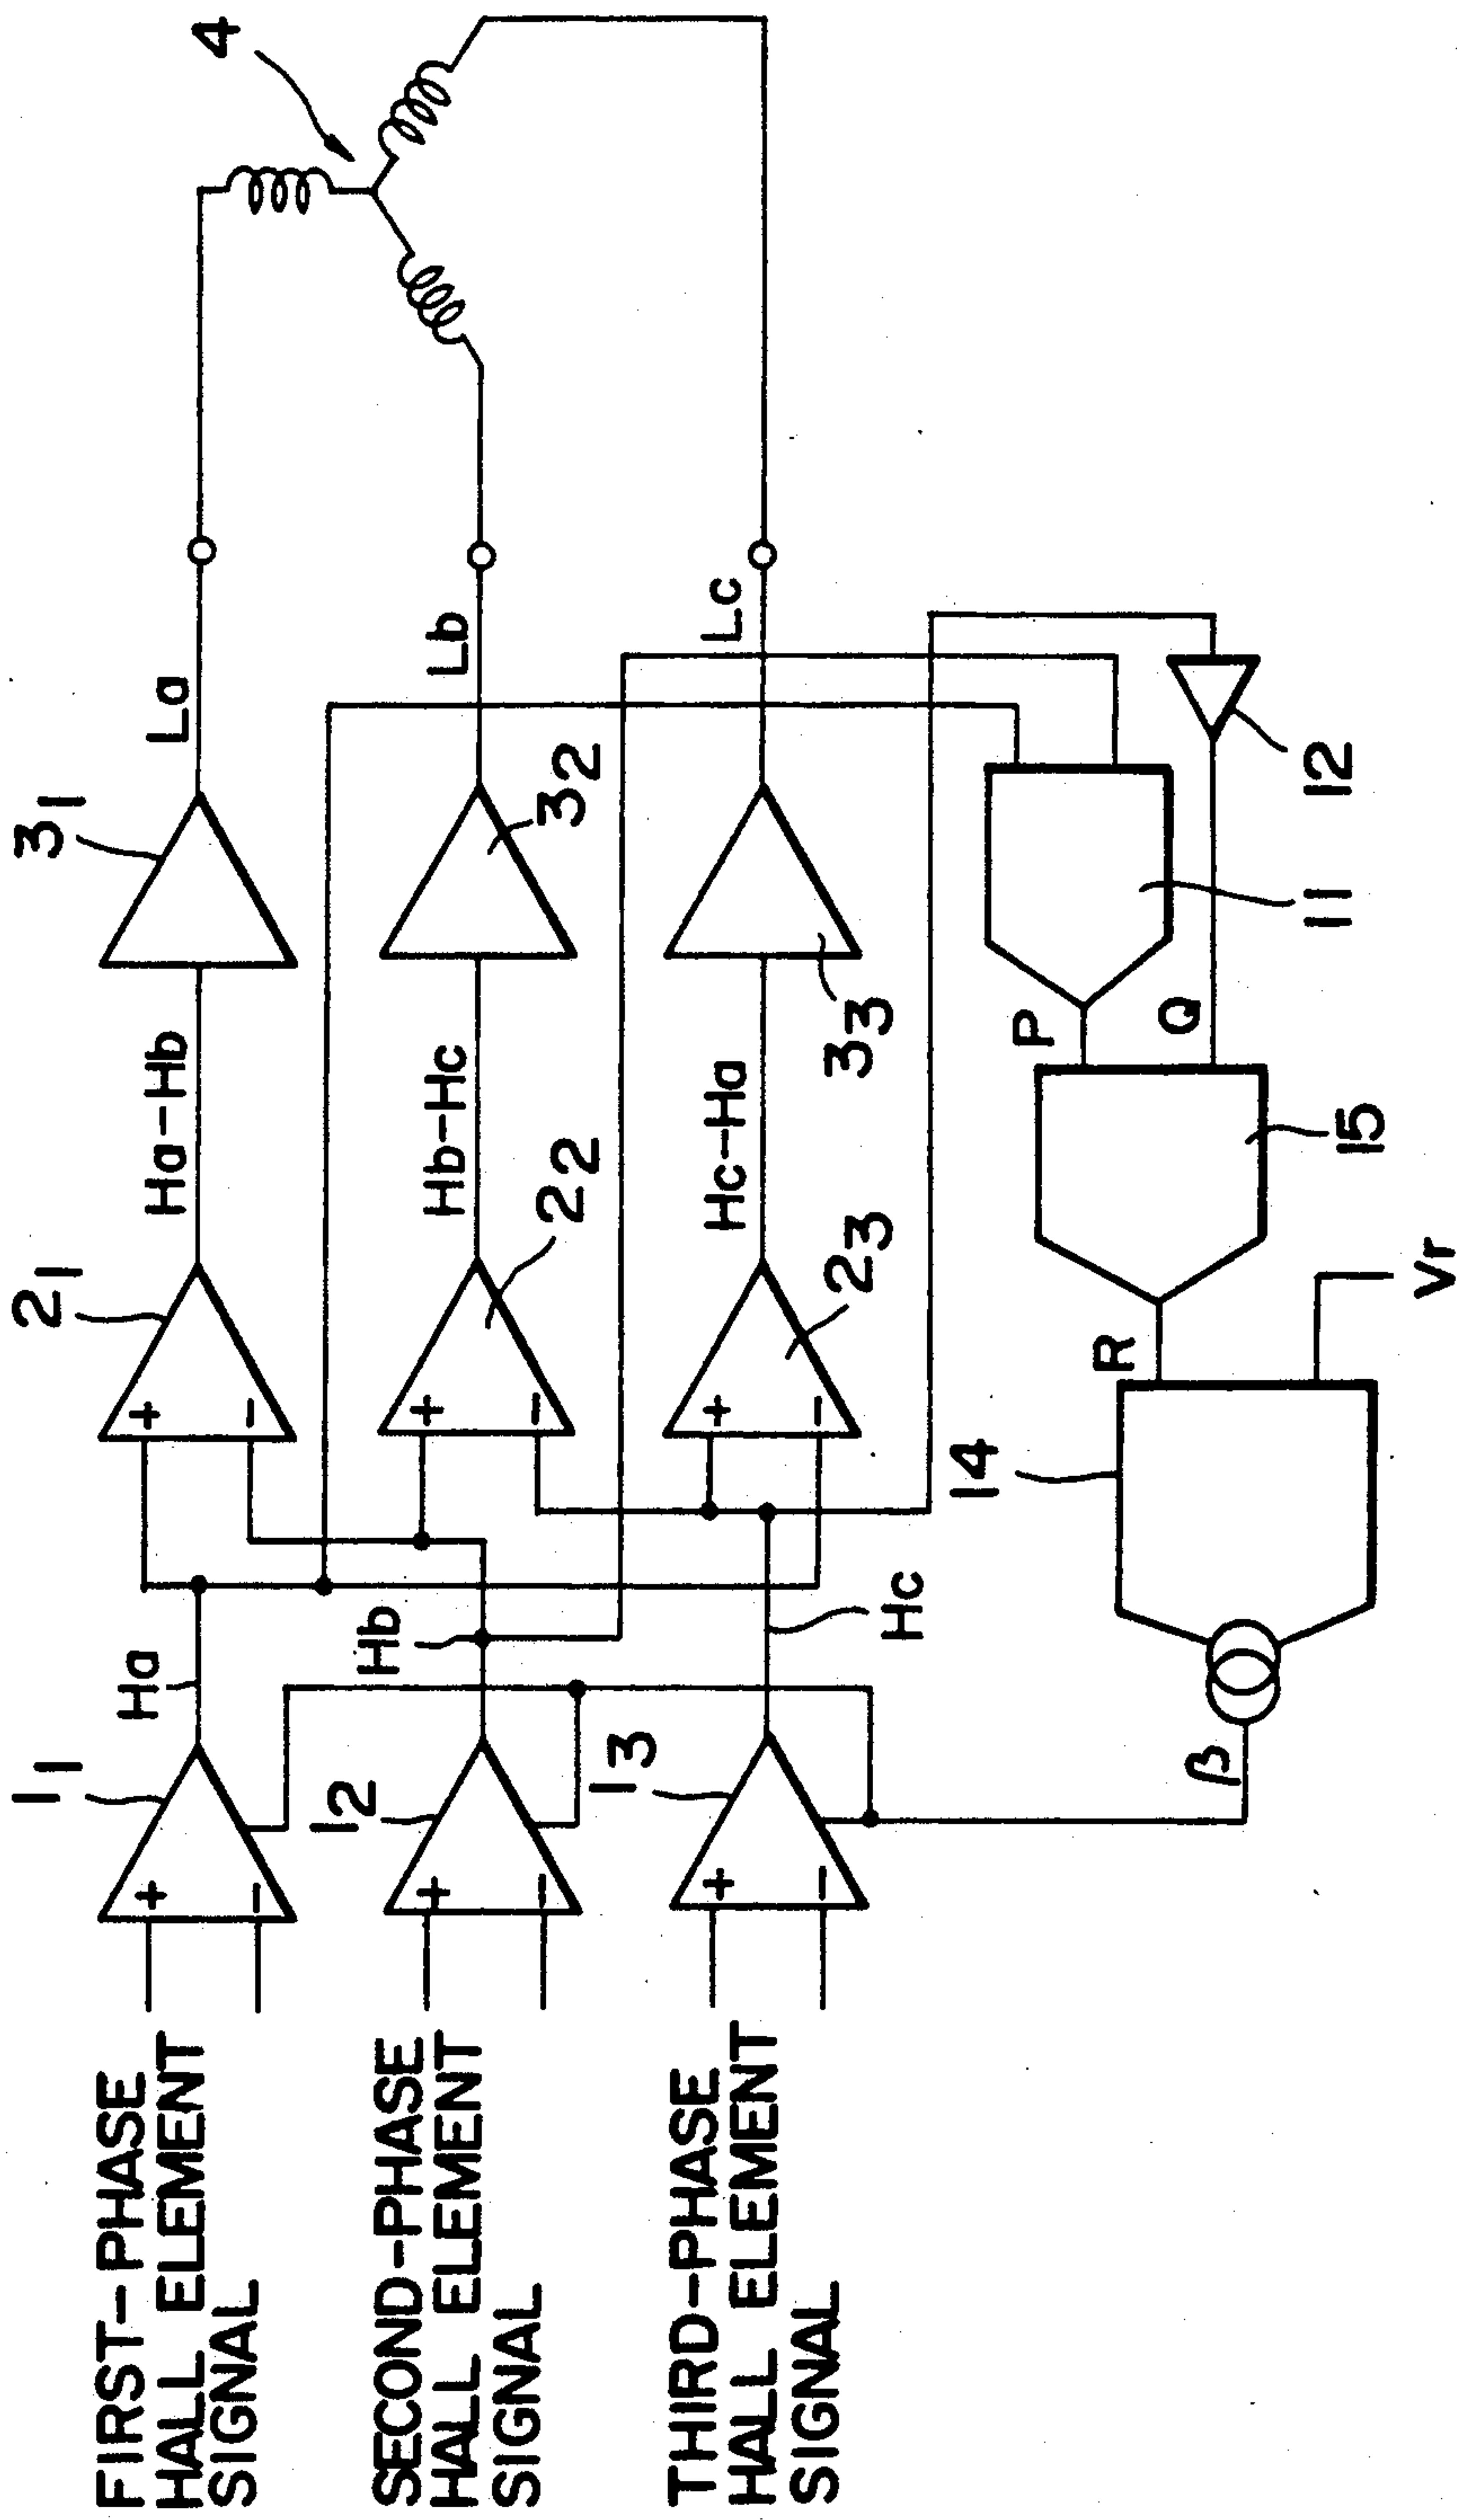 FIRST-PHASE
HALL ELEMENT
SIGNAL
+
−
11
Ha
+
−
21
Ha-Hb
31
La
4
SECOND-PHASE
HALL ELEMENT
SIGNAL
+
−
12
Hb
+
−
22
Hb-Hc
32
Lb
THIRD-PHASE
HALL ELEMENT
SIGNAL
+
−
13
Hc
+
−
23
Hc-Ha
33
Lc
β
14
R
Vr
15
P
Q
11
12